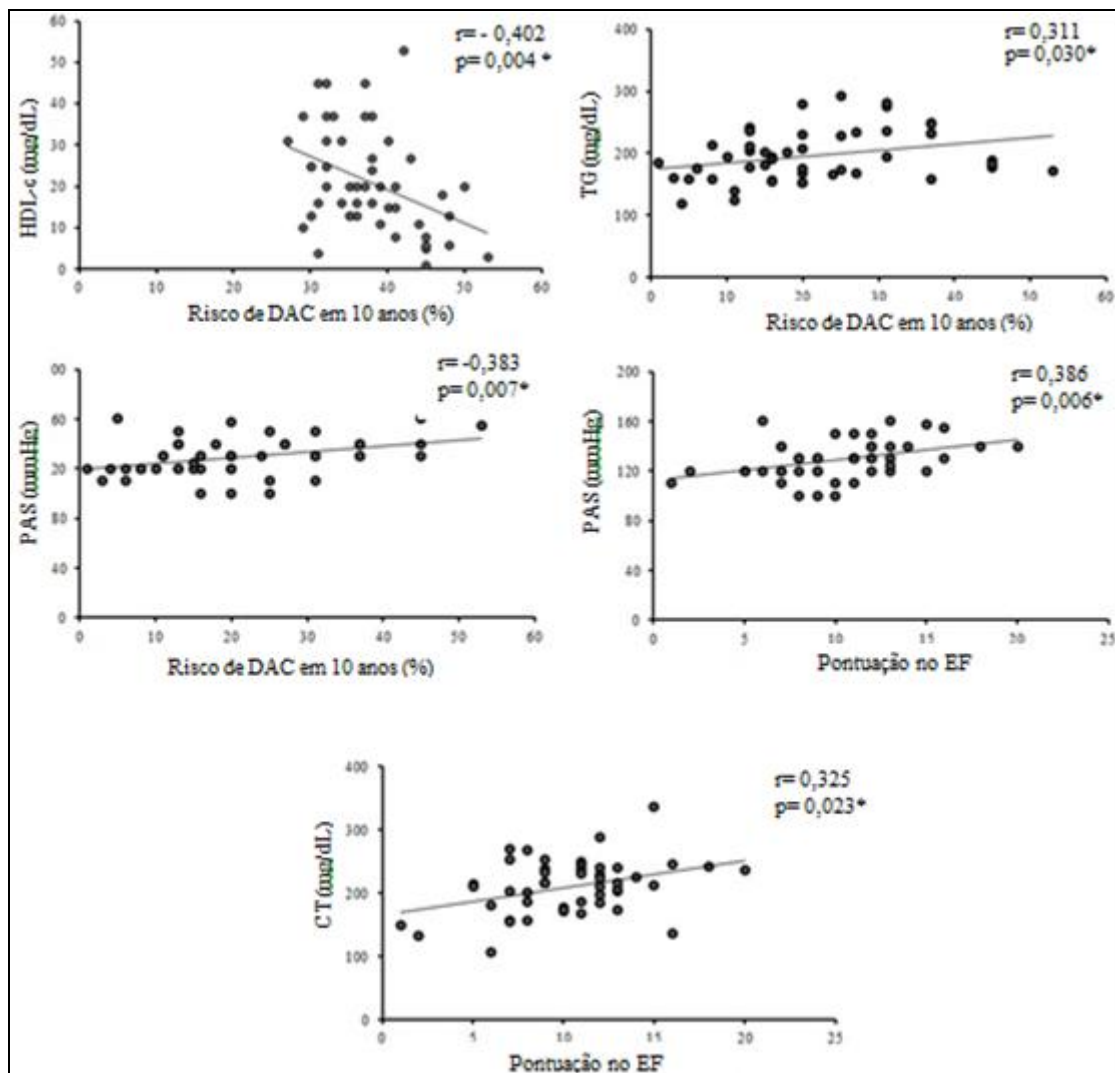 r= - 0,402
p= 0,004 *
HDL-c (mg/dL)
60
50
40
30
20
10
0
0 10 20 30 40 50 60
Risco de DAC em 10 anos (%)
r= 0,311
p= 0,030*
TG (mg/dL)
400
300
200
100
0
0 10 20 30 40 50 60
Risco de DAC em 10 anos (%)
r= -0,383
p= 0,007*
PAS (mmHg)
00
60
20
80
40
0
0 10 20 30 40 50 60
Risco de DAC em 10 anos (%)
r= 0,386
p= 0,006*
PAS (mmHg)
200
160
120
80
40
0
0 5 10 15 20 25
Pontuação no EF
r= 0,325
p= 0,023*
CT (mg/dL)
400
300
200
100
0
0 5 10 15 20 25
Pontuação no EF